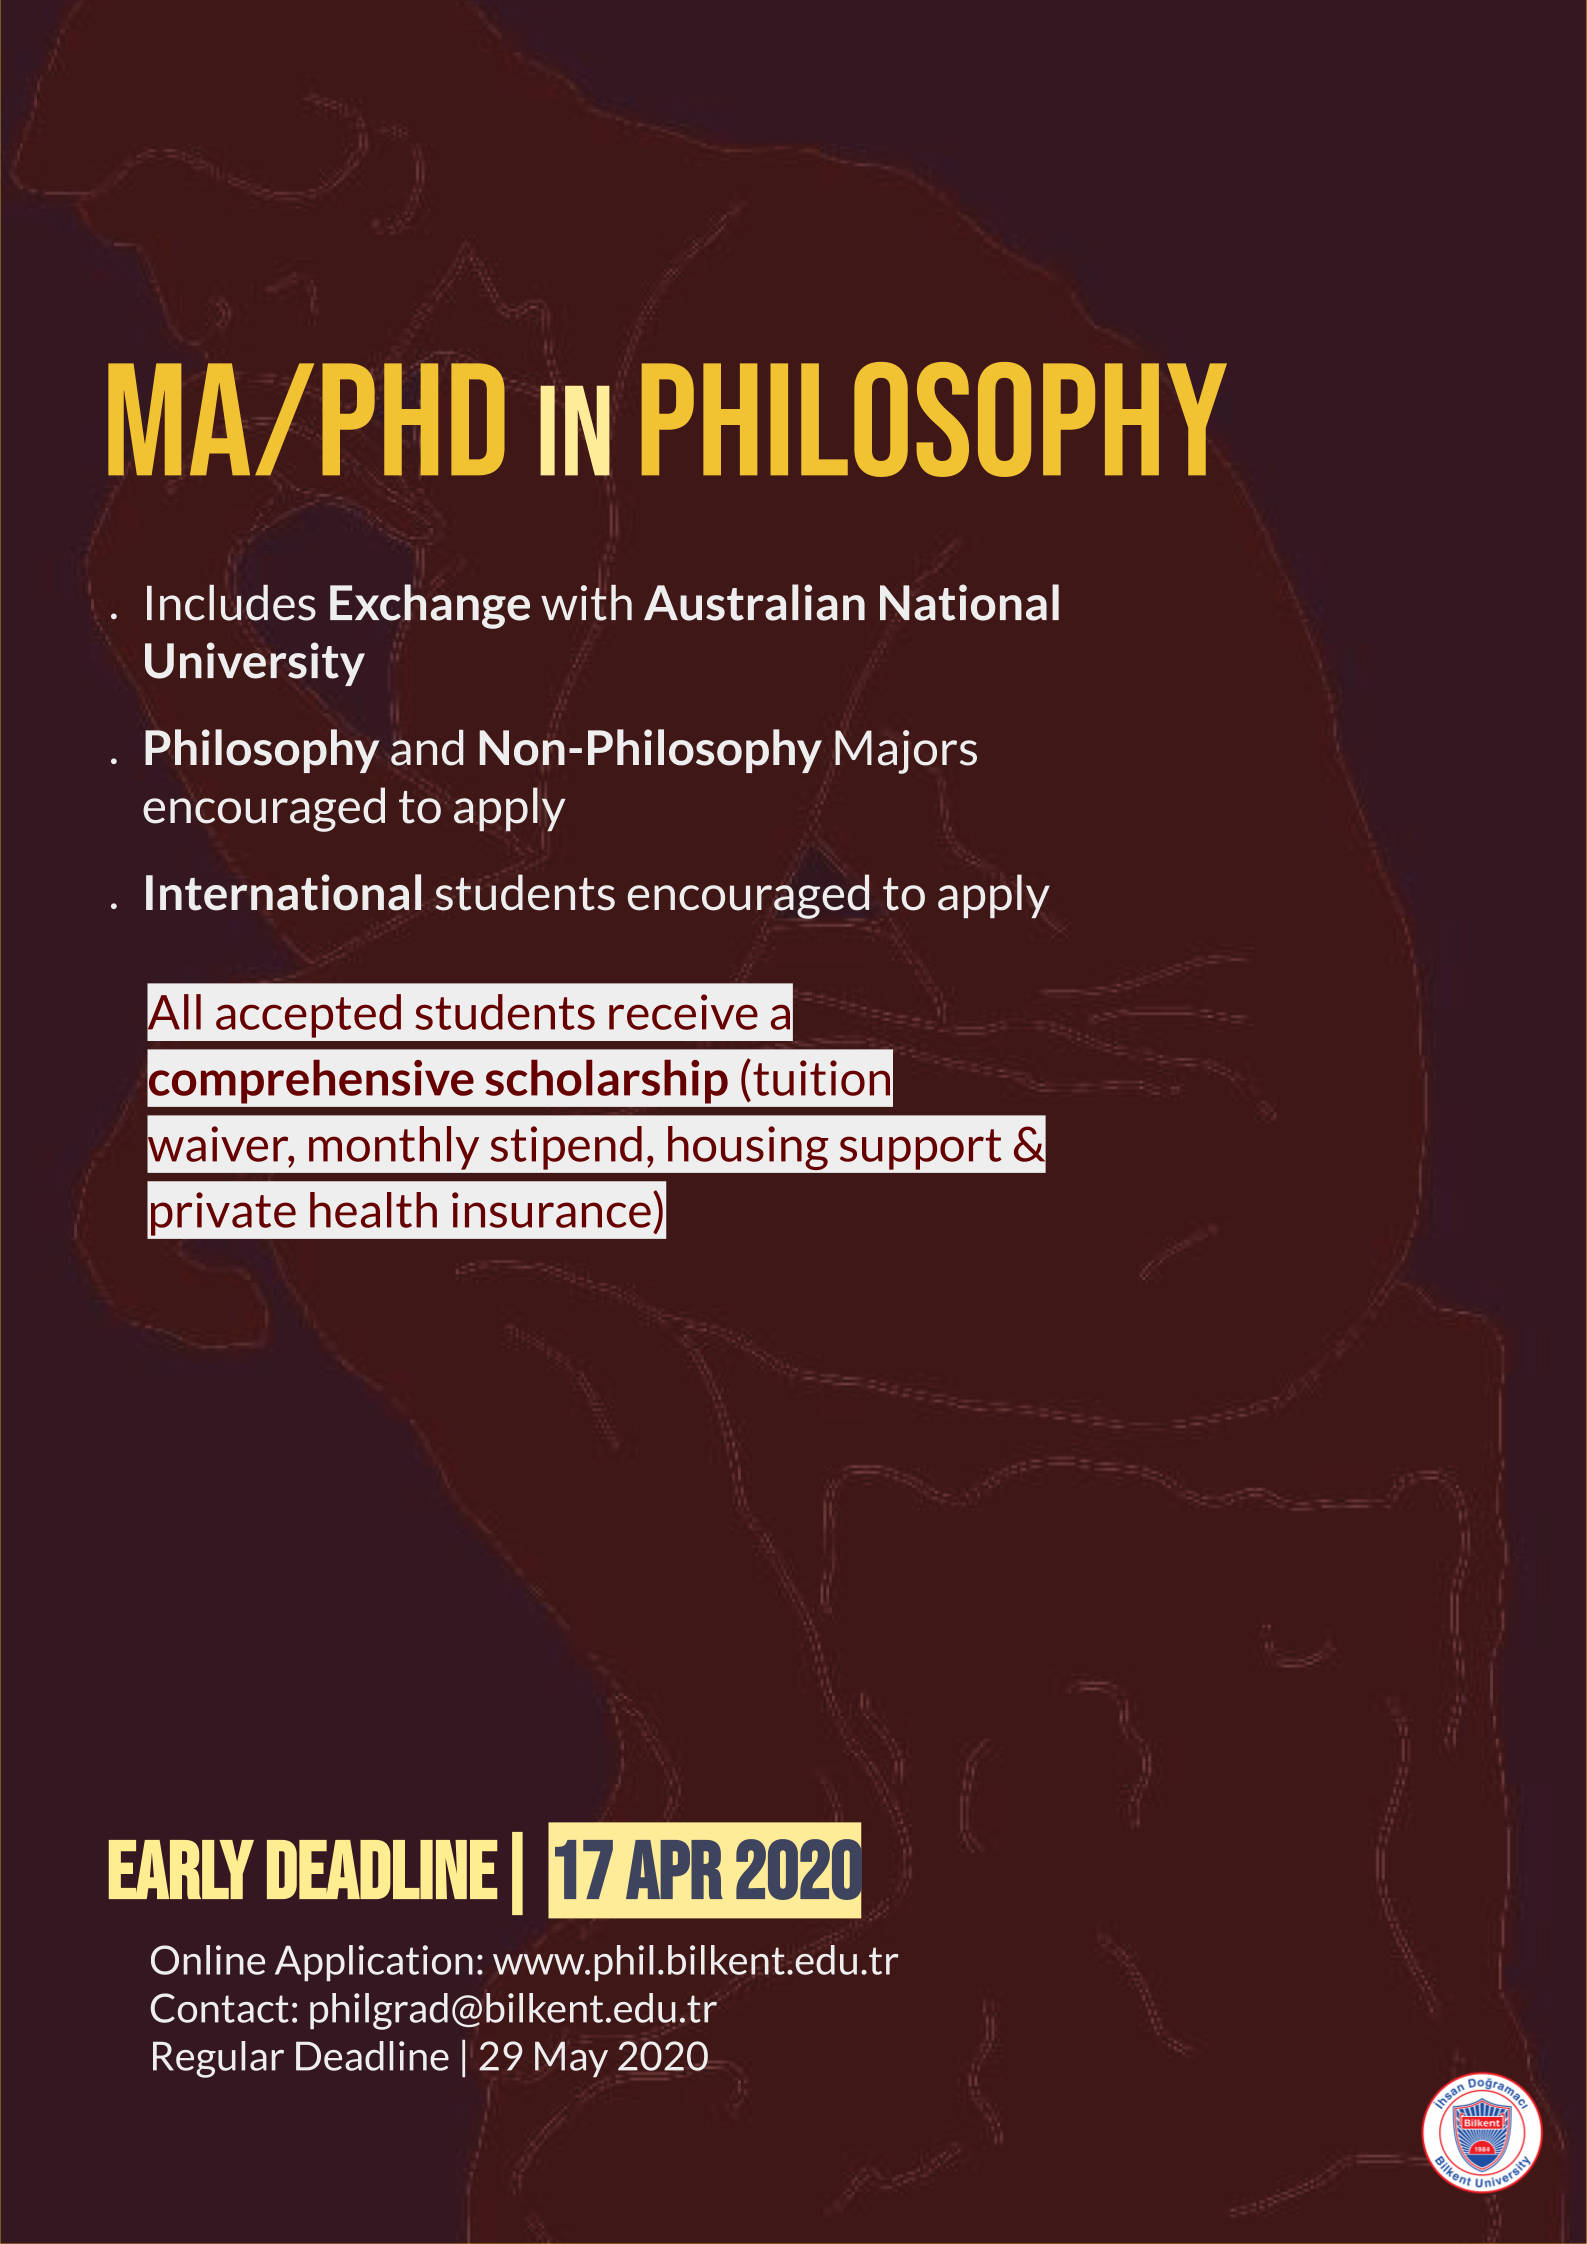 MA/PHD IN PHILOSOPHY
. Includes Exchange with Australian National
University
. Philosophy and Non-Philosophy Majors
encouraged to apply
. International students encouraged to apply
All accepted students receive a
comprehensive scholarship (tuition
waiver, monthly stipend, housing support &
private health insurance)
EARLY DEADLINE | 17 APR 2020
Online Application: www.phil.bilkent.edu.tr
Contact: philgrad@bilkent.edu.tr
Regular Deadline | 29 May 2020
İhsan Doğramacı
Bilkent
1984
Bilkent University